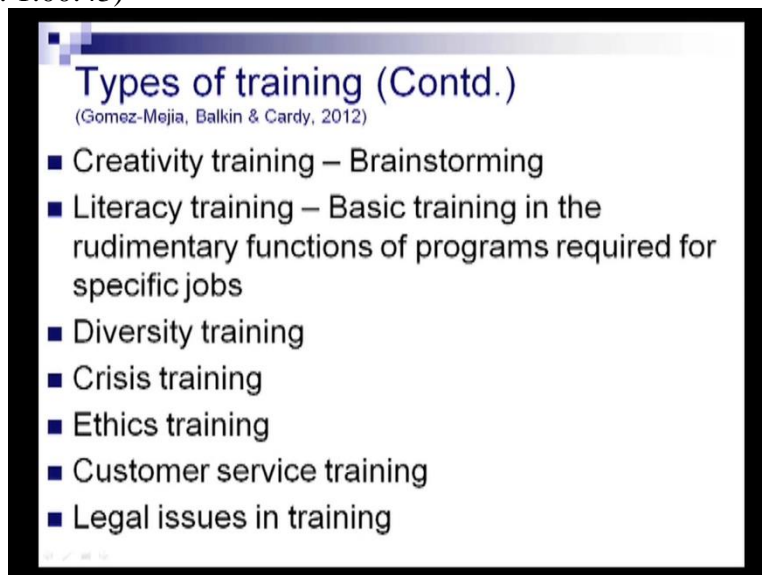 Types of training (Contd.)
(Gomez-Mejia, Balkin & Cardy, 2012)
■ Creativity training – Brainstorming
■ Literacy training – Basic training in the
rudimentary functions of programs required for
specific jobs
■ Diversity training
■ Crisis training
■ Ethics training
■ Customer service training
■ Legal issues in training